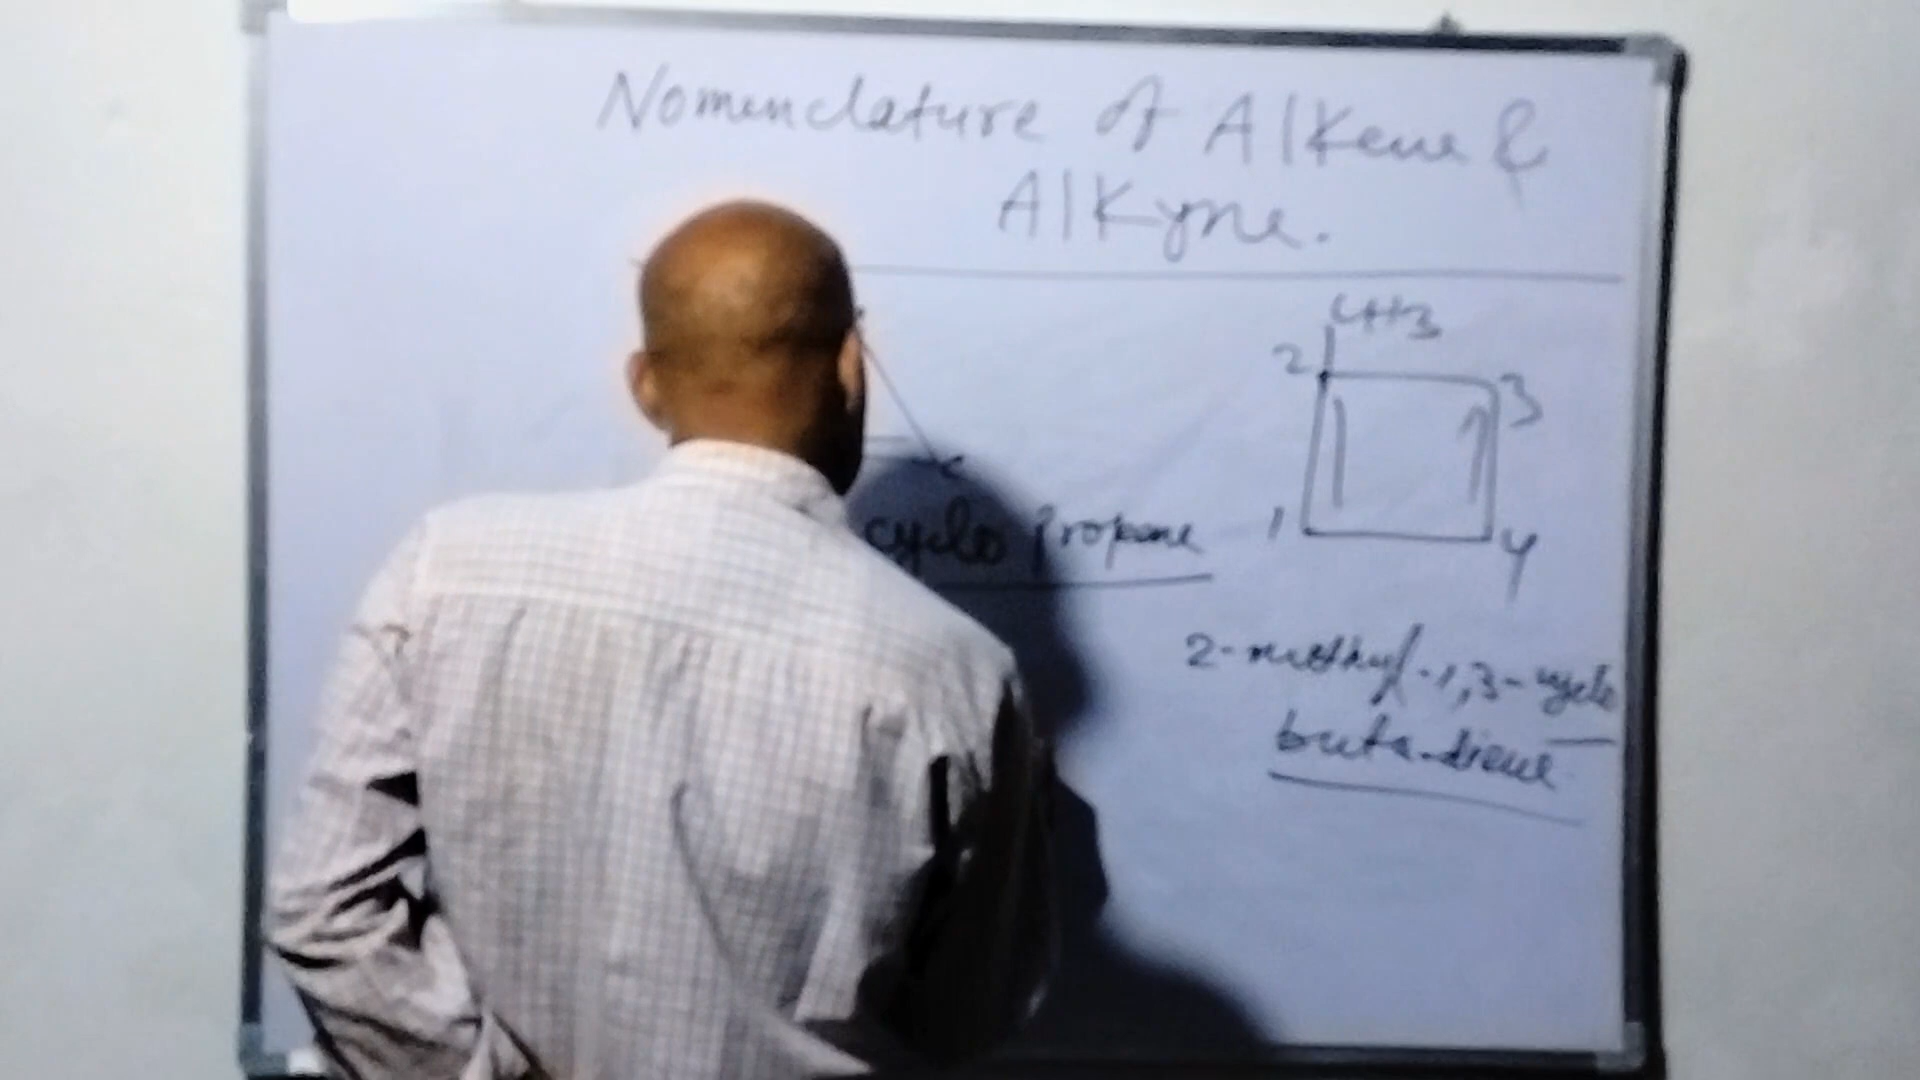 Nomenclature of Alkene &
Alkyne.
CH3
2
3
1
4
c
cyclo propane
2-methyl-1,3-cyclo
buta-diene